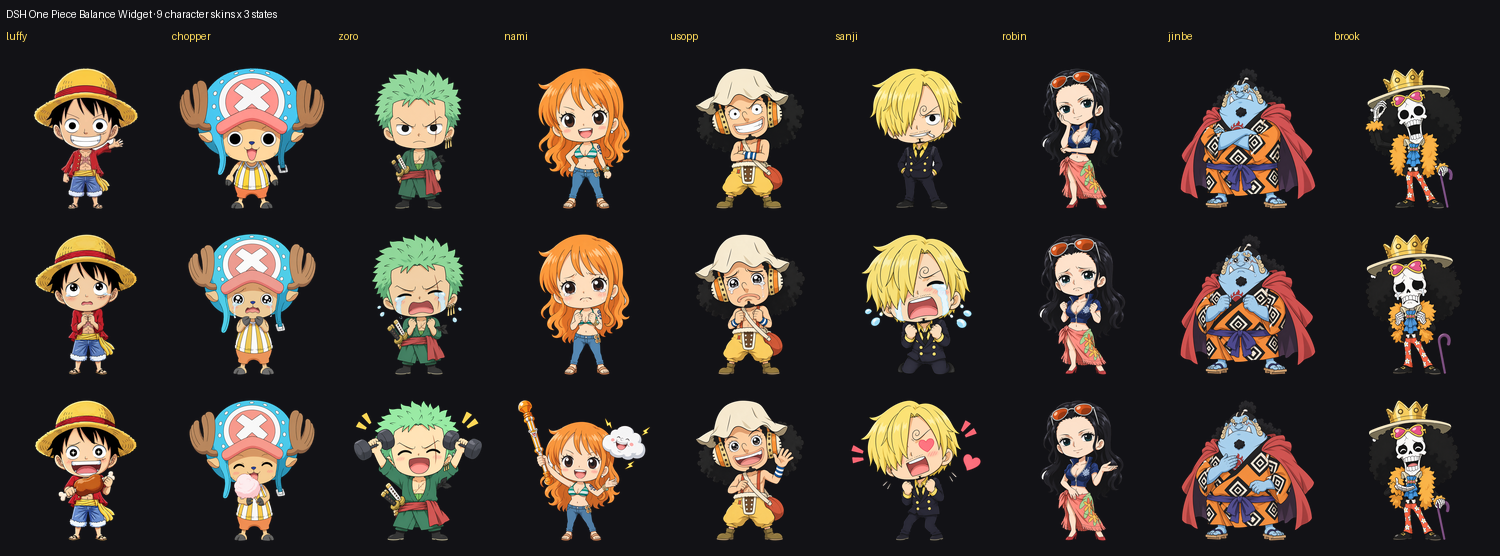 DSH One Piece Balance Widget · 9 character skins x 3 states
luffy chopper zoro nami usopp sanji robin jinbe brook